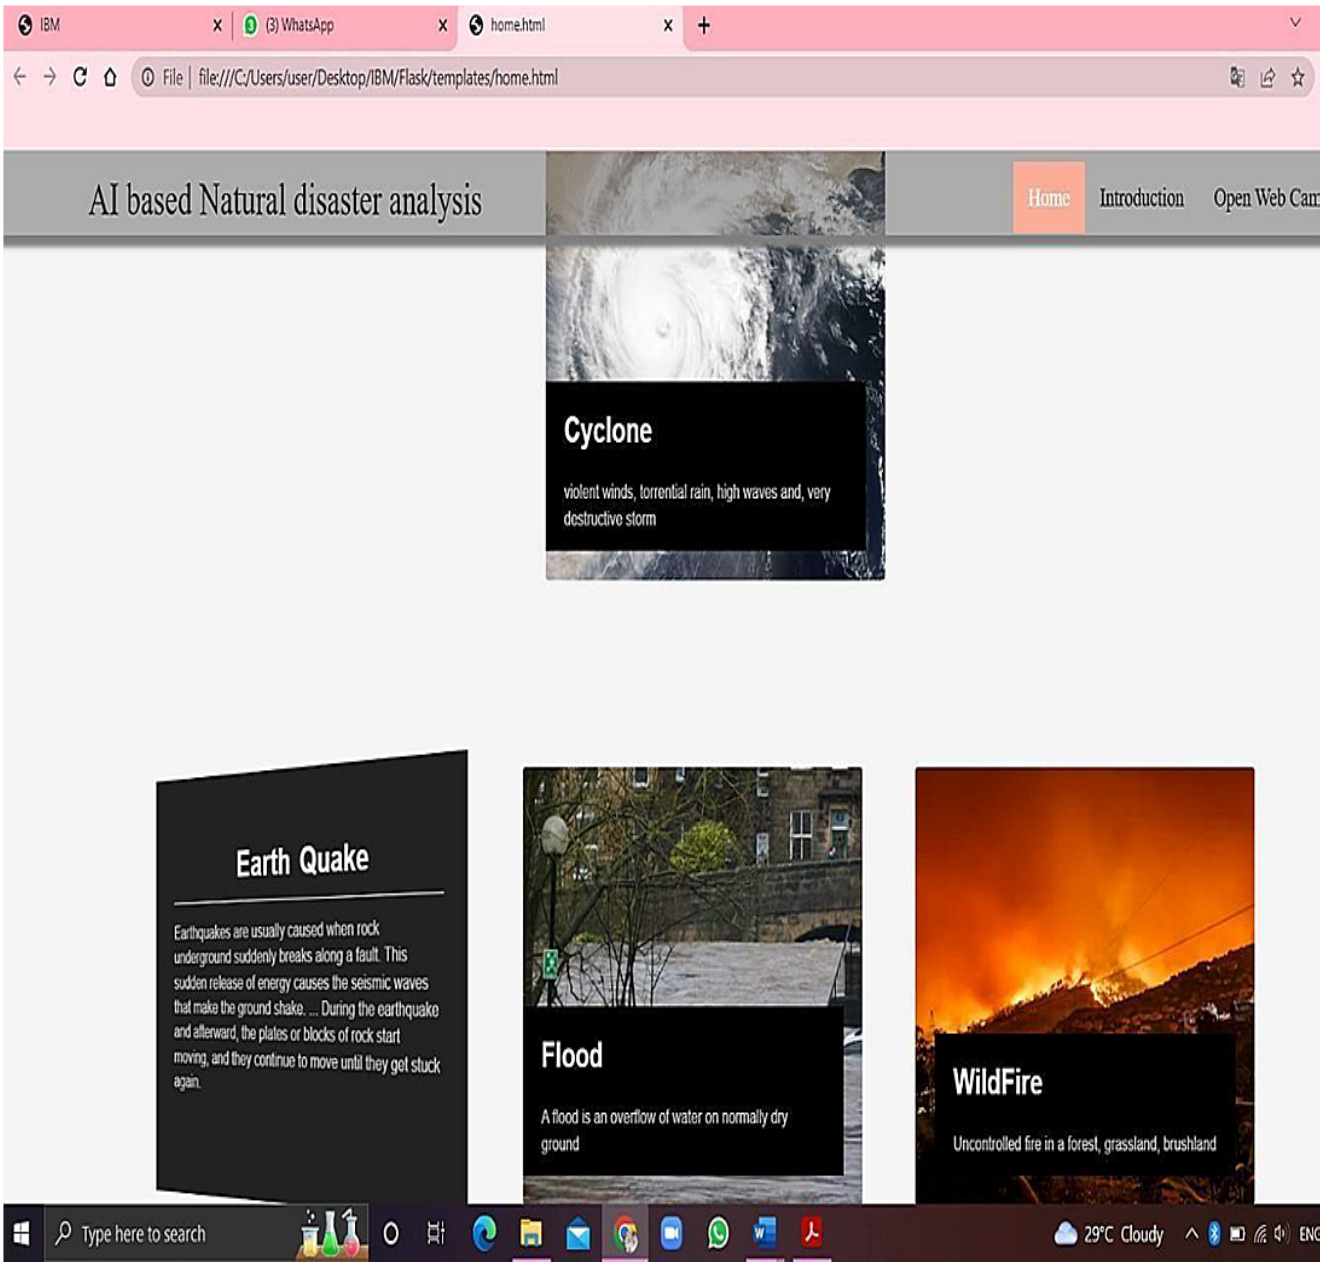 IBM
(3) WhatsApp
home.html
File | file:///C:/Users/user/Desktop/IBM/Flask/templates/home.html
AI based Natural disaster analysis
Home
Introduction
Open Web Cam
Cyclone
violent winds, torrential rain, high waves and, very
destructive storm
Earth Quake
Earthquakes are usually caused when rock
underground suddenly breaks along a fault. This
sudden release of energy causes the seismic waves
that make the ground shake. ... During the earthquake
and afterward, the plates or blocks of rock start
moving, and they continue to move until they get stuck
again.
Flood
A flood is an overflow of water on normally dry
ground
WildFire
Uncontrolled fire in a forest, grassland, brushland
Type here to search
29°C Cloudy
ENG